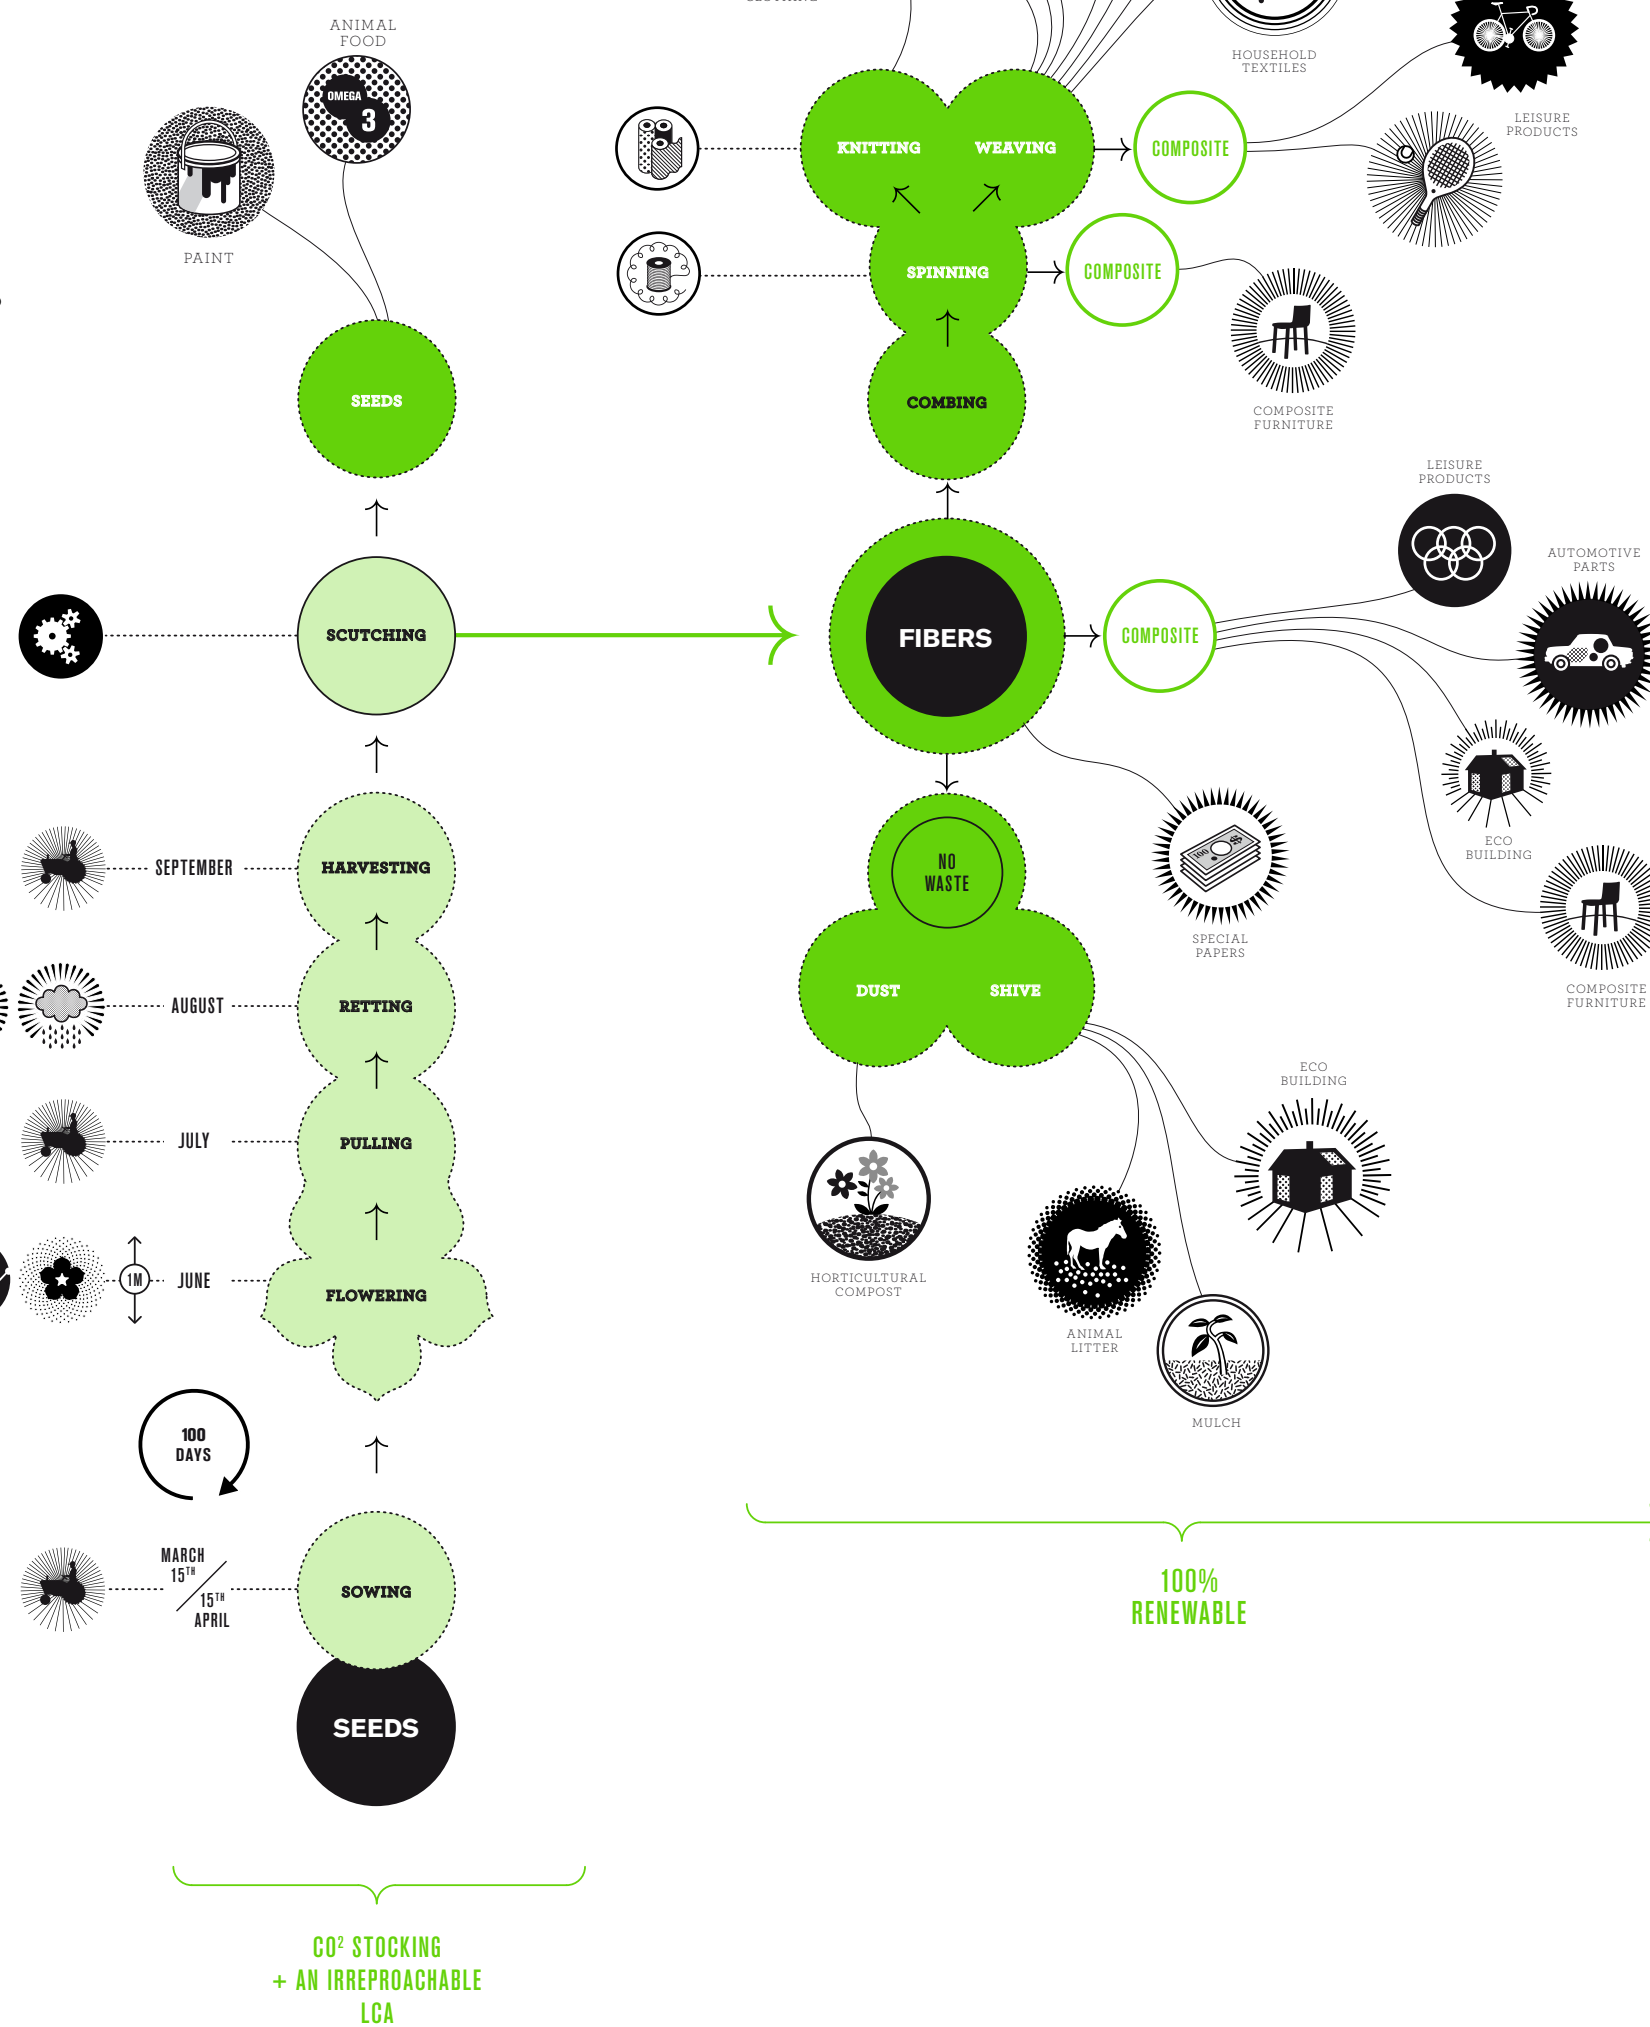 ANIMAL
FOOD
OMEGA
3
PAINT
SEEDS
SCUTCHING
HARVESTING
SEPTEMBER
RETTING
AUGUST
PULLING
JULY
FLOWERING
1M
JUNE
100
DAYS
SOWING
MARCH
15TH
15TH
APRIL
SEEDS
CO² STOCKING
+ AN IRREPROACHABLE
LCA
HOUSEHOLD
TEXTILES
LEISURE
PRODUCTS
KNITTING
WEAVING
COMPOSITE
SPINNING
COMPOSITE
COMBING
COMPOSITE
FURNITURE
LEISURE
PRODUCTS
AUTOMOTIVE
PARTS
FIBERS
COMPOSITE
ECO
BUILDING
NO
WASTE
100
$
SPECIAL
PAPERS
COMPOSITE
FURNITURE
DUST
SHIVE
ECO
BUILDING
HORTICULTURAL
COMPOST
ANIMAL
LITTER
MULCH
100%
RENEWABLE